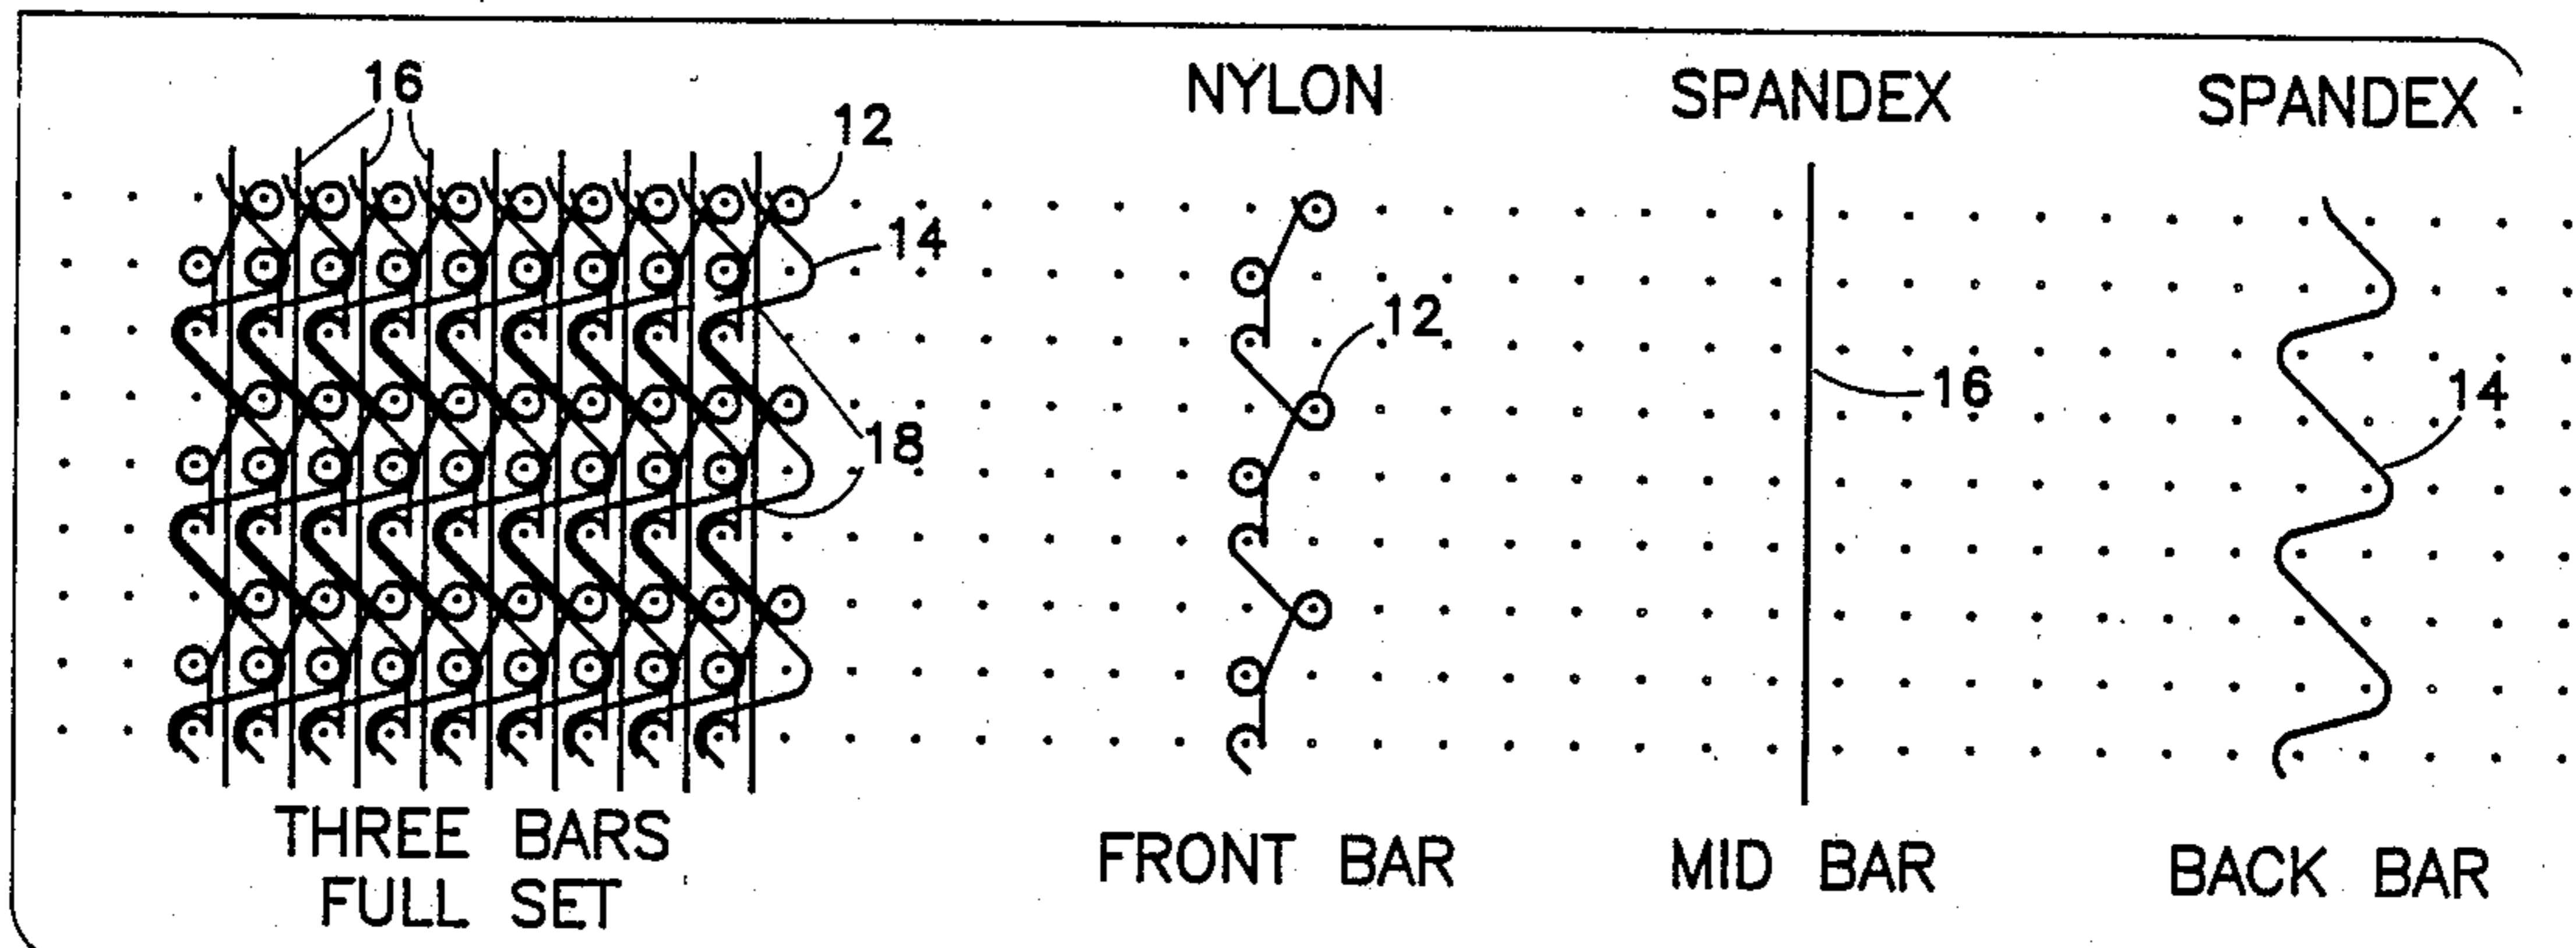 16
12
14
18
THREE BARS
FULL SET
NYLON
12
FRONT BAR
SPANDEX
16
MID BAR
SPANDEX
14
BACK BAR